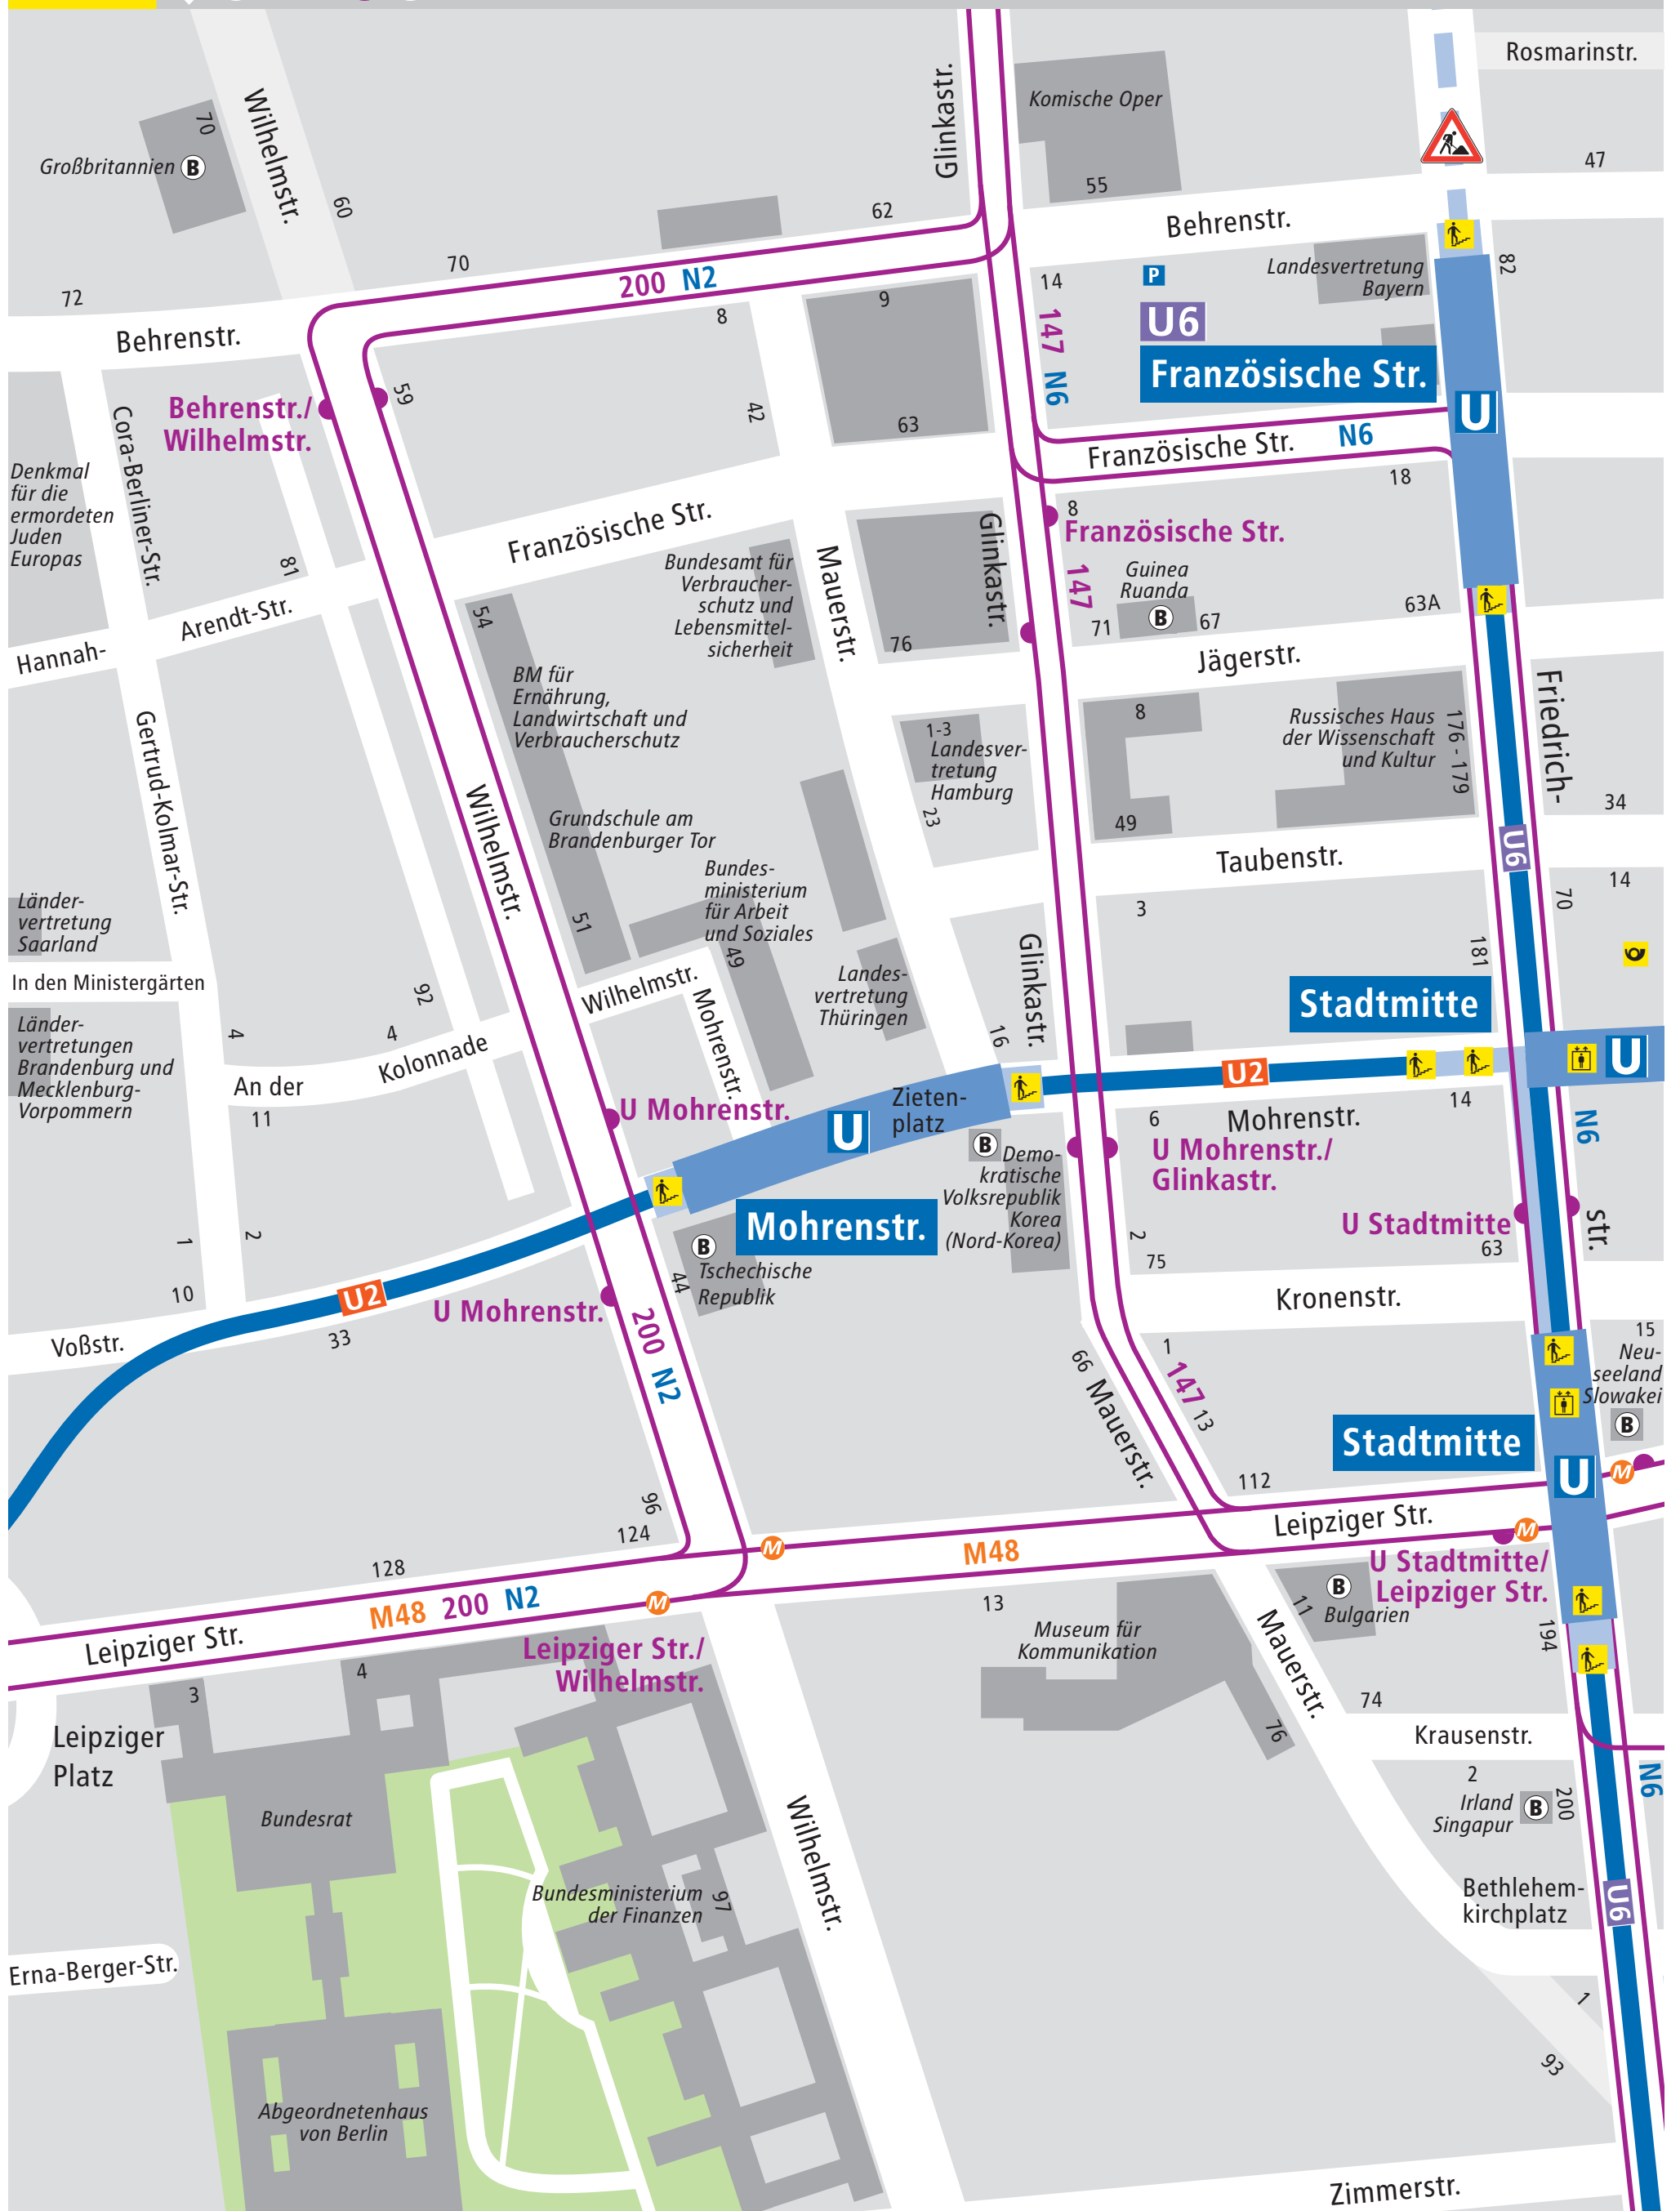 Rosmarinstr.
Komische Oper
Glinkastr.
Wilhelmstr.
70
Großbritannien B
47
60
55
62
Behrenstr.
70
200 N2
72
Landesvertretung
Bayern
82
14
P
9
8
U6
Behrenstr.
147
N6
Französische Str.
U
59
42
63
Behrenstr./
Wilhelmstr.
Französische Str.
N6
18
Denkmal
für die
ermordeten
Juden
Europas
Cora-Berliner-Str.
Französische Str.
8
Französische Str.
Glinkastr.
Mauerstr.
Bundesamt für
Verbraucher-
schutz und
Lebensmittel-
sicherheit
81
147
Guinea
Ruanda
B
71
67
63A
54
Hannah-
Arendt-Str.
76
Jägerstr.
BM für
Ernährung,
Landwirtschaft und
Verbraucherschutz
Friedrich-
Gertrud-Kolmar-Str.
8
Russisches Haus
der Wissenschaft
und Kultur
176 - 179
1-3
Landesver-
tretung
Hamburg
23
34
Wilhelmstr.
Grundschule am
Brandenburger Tor
49
U6
Taubenstr.
Bundes-
ministerium
für Arbeit
und Soziales
49
51
14
70
3
Länder-
vertretung
Saarland
181
Glinkastr.
In den Ministergärten
Wilhelmstr.
Mohrenstr.
Landes-
vertretung
Thüringen
Stadtmitte
92
16
Länder-
vertretungen
Brandenburg und
Mecklenburg-
Vorpommern
4
4
An der
Kolonnade
11
U
U2
Zieten-
platz
U
14
6
Mohrenstr.
N6
U Mohrenstr.
B
Demo-
kratische
Volksrepublik
Korea
(Nord-Korea)
U Mohrenstr./
Glinkastr.
Mohrenstr.
U Stadtmitte
str.
63
1
2
2
75
B
Tschechische
Republik
44
10
U2
U Mohrenstr.
Kronenstr.
33
Voßstr.
200
N2
66
Mauerstr.
1
147
13
15
Neu-
seeland
Slowakei
B
Stadtmitte
U
M
96
124
112
Leipziger Str.
M
M
M48
128
M48 200 N2
M
U Stadtmitte/
Leipziger Str.
B
11
Bulgarien
Leipziger Str.
13
Museum für
Kommunikation
Mauerstr.
194
Leipziger Str./
Wilhelmstr.
4
3
74
76
Krausenstr.
Leipziger
Platz
2
Irland
Singapur
B
200
N6
Bundesrat
Wilhelmstr.
Bundesministerium
der Finanzen
97
Bethlehem-
kirchplatz
U6
Erna-Berger-Str.
1
93
Abgeordnetenhaus
von Berlin
Zimmerstr.